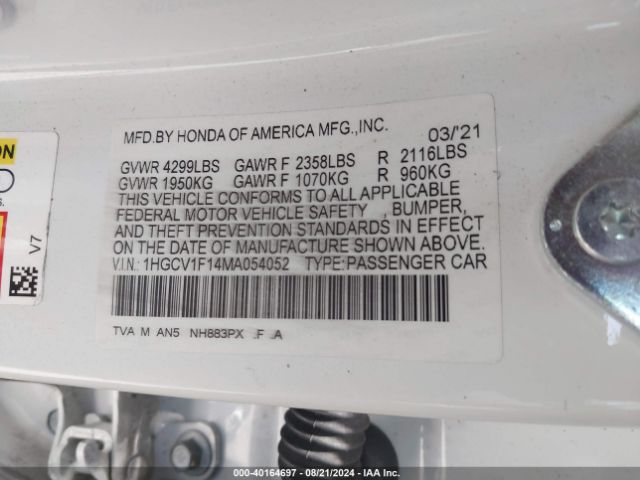 MFD.BY HONDA OF AMERICA MFG.,INC. 03/'21
GVWR 4299LBS GAWR F 2358LBS R 2116LBS
GVWR 1950KG GAWR F 1070KG R 960KG
THIS VEHICLE CONFORMS TO ALL APPLICABLE
FEDERAL MOTOR VEHICLE SAFETY , BUMPER,
AND THEFT PREVENTION STANDARDS IN EFFECT
ON THE DATE OF MANUFACTURE SHOWN ABOVE.
V.I.N.: 1HGCV1F14MA054052 TYPE:PASSENGER CAR
TVA M AN5 NH883PX .F .A
ON
S.
V7
000-40164697 - 08/21/2024 - IAA Inc.